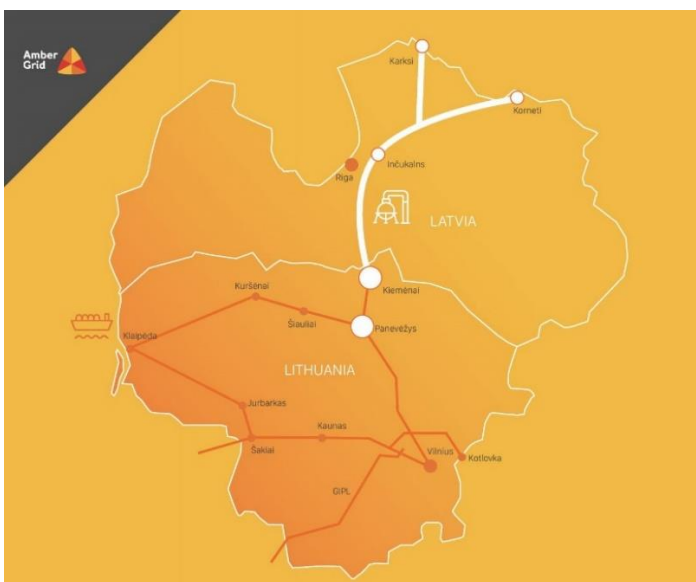 Amber
Grid
Karksi
Korneti
Inčukalns
Riga
LATVIA
Kiemėnai
Kuršėnai
Šiauliai
Panevėžys
Klaipėda
LITHUANIA
Jurbarkas
Kaunas
Šakiai
Vilnius
Kotlovka
GIPL